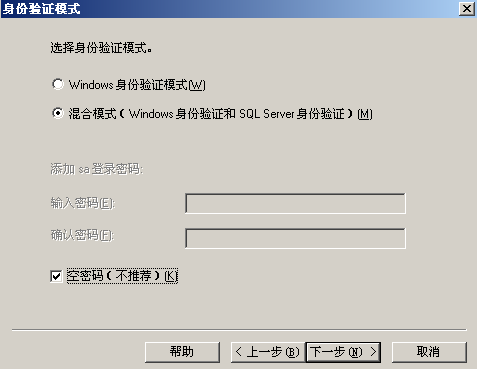 身份验证模式
选择身份验证模式。
Windows 身份验证模式(W)
混合模式（Windows 身份验证和 SQL Server 身份验证）(M)
添加 sa 登录密码:
输入密码(E):
确认密码(F):
空密码（不推荐）(K)
帮助 < 上一步(B) 下一步(N) > 取消